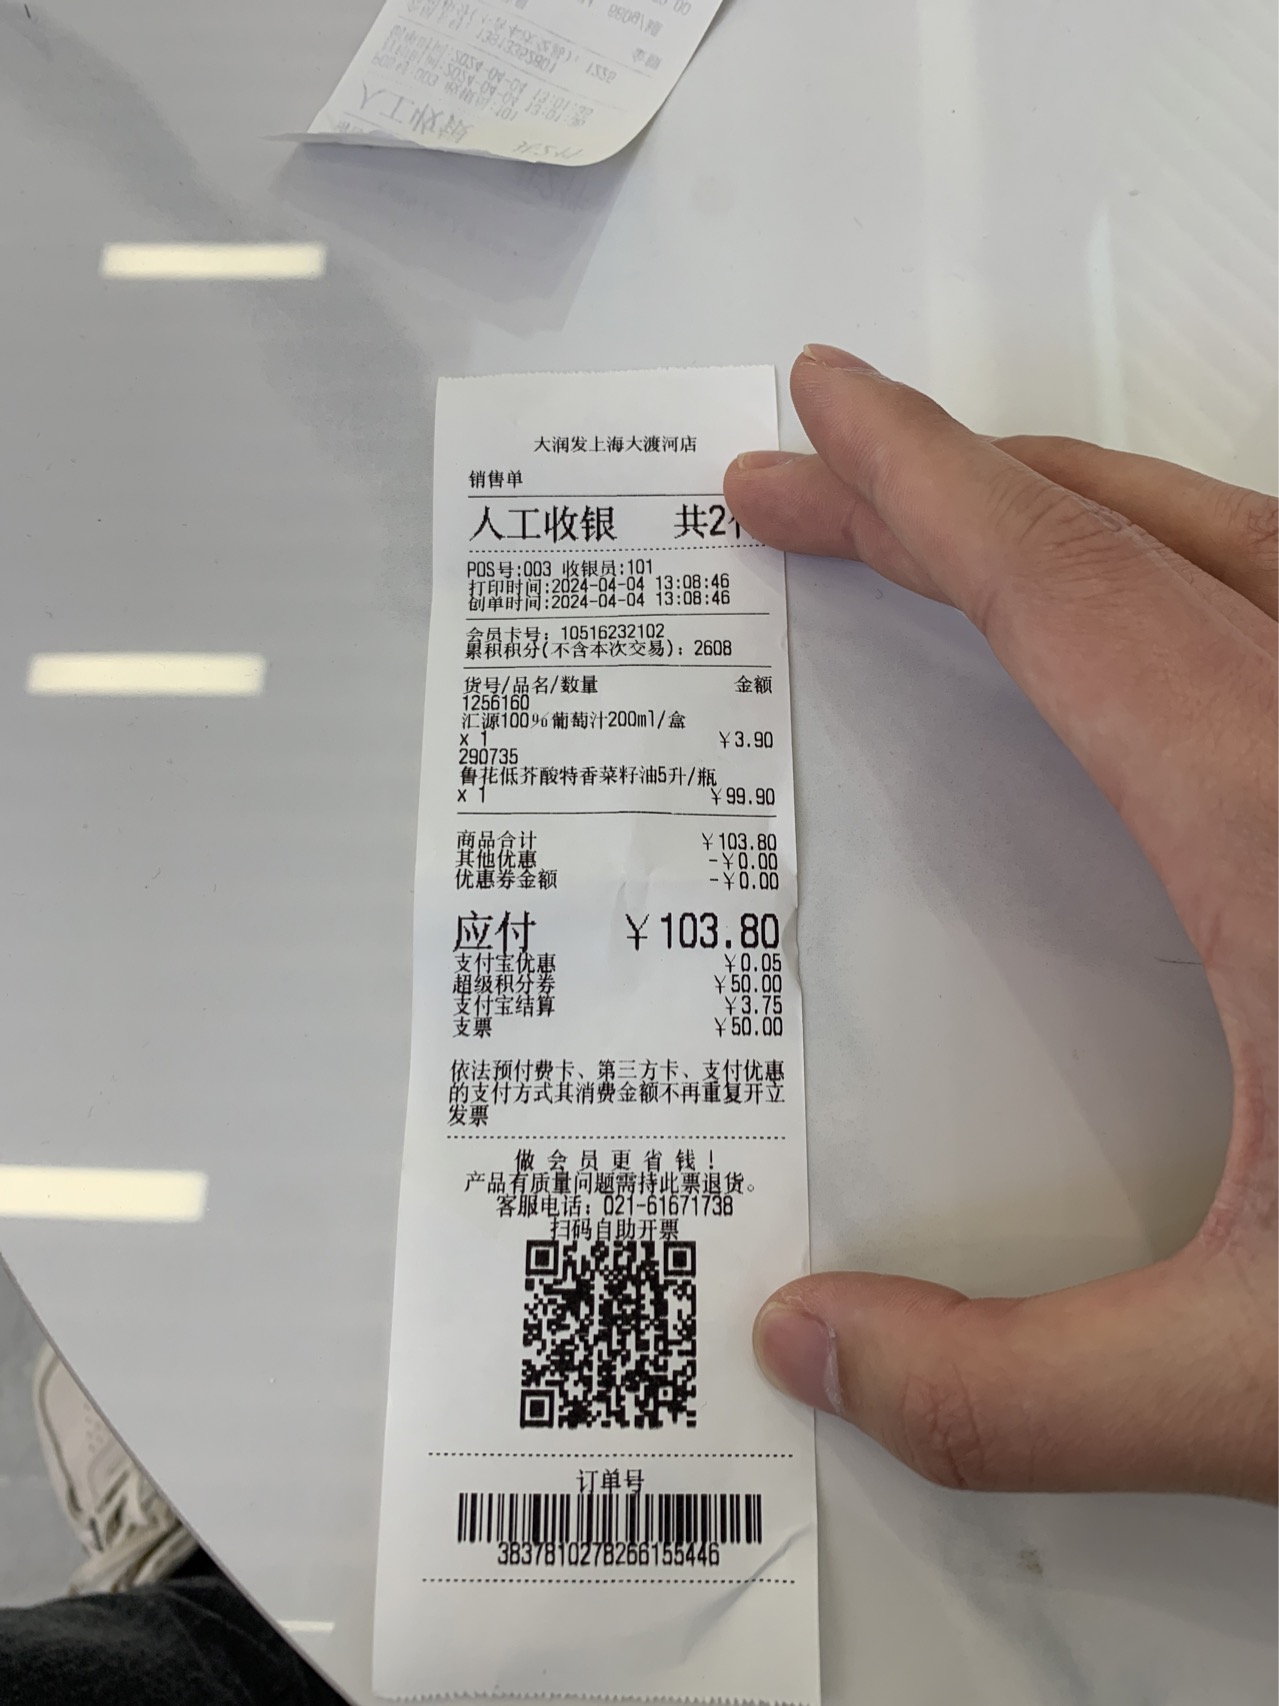 大润发上海大渡河店
销售单
人工收银 共2
POS号:003 收银员:101
打印时间:2024-04-04 13:08:46
创单时间:2024-04-04 13:08:46
会员卡号: 10516232102
累积积分(不含本次交易): 2608
货号/品名/数量 金额
1256160
汇源100%葡萄汁200ml/盒
x 1 ¥3.90
290735
鲁花低芥酸特香菜籽油5升/瓶
x 1 ¥99.90
商品合计 ¥103.80
其他优惠 -¥0.00
优惠券金额 -¥0.00
应付 ¥103.80
支付宝优惠 ¥0.05
超级积分券 ¥50.00
支付宝结算 ¥3.75
支票 ¥50.00
依法预付费卡、第三方卡、支付优惠
的支付方式其消费金额不再重复开立
发票
做会员更省钱!
产品有质量问题需持此票退货。
客服电话: 021-61671738
扫码自助开票
订单号
3837810278266155446